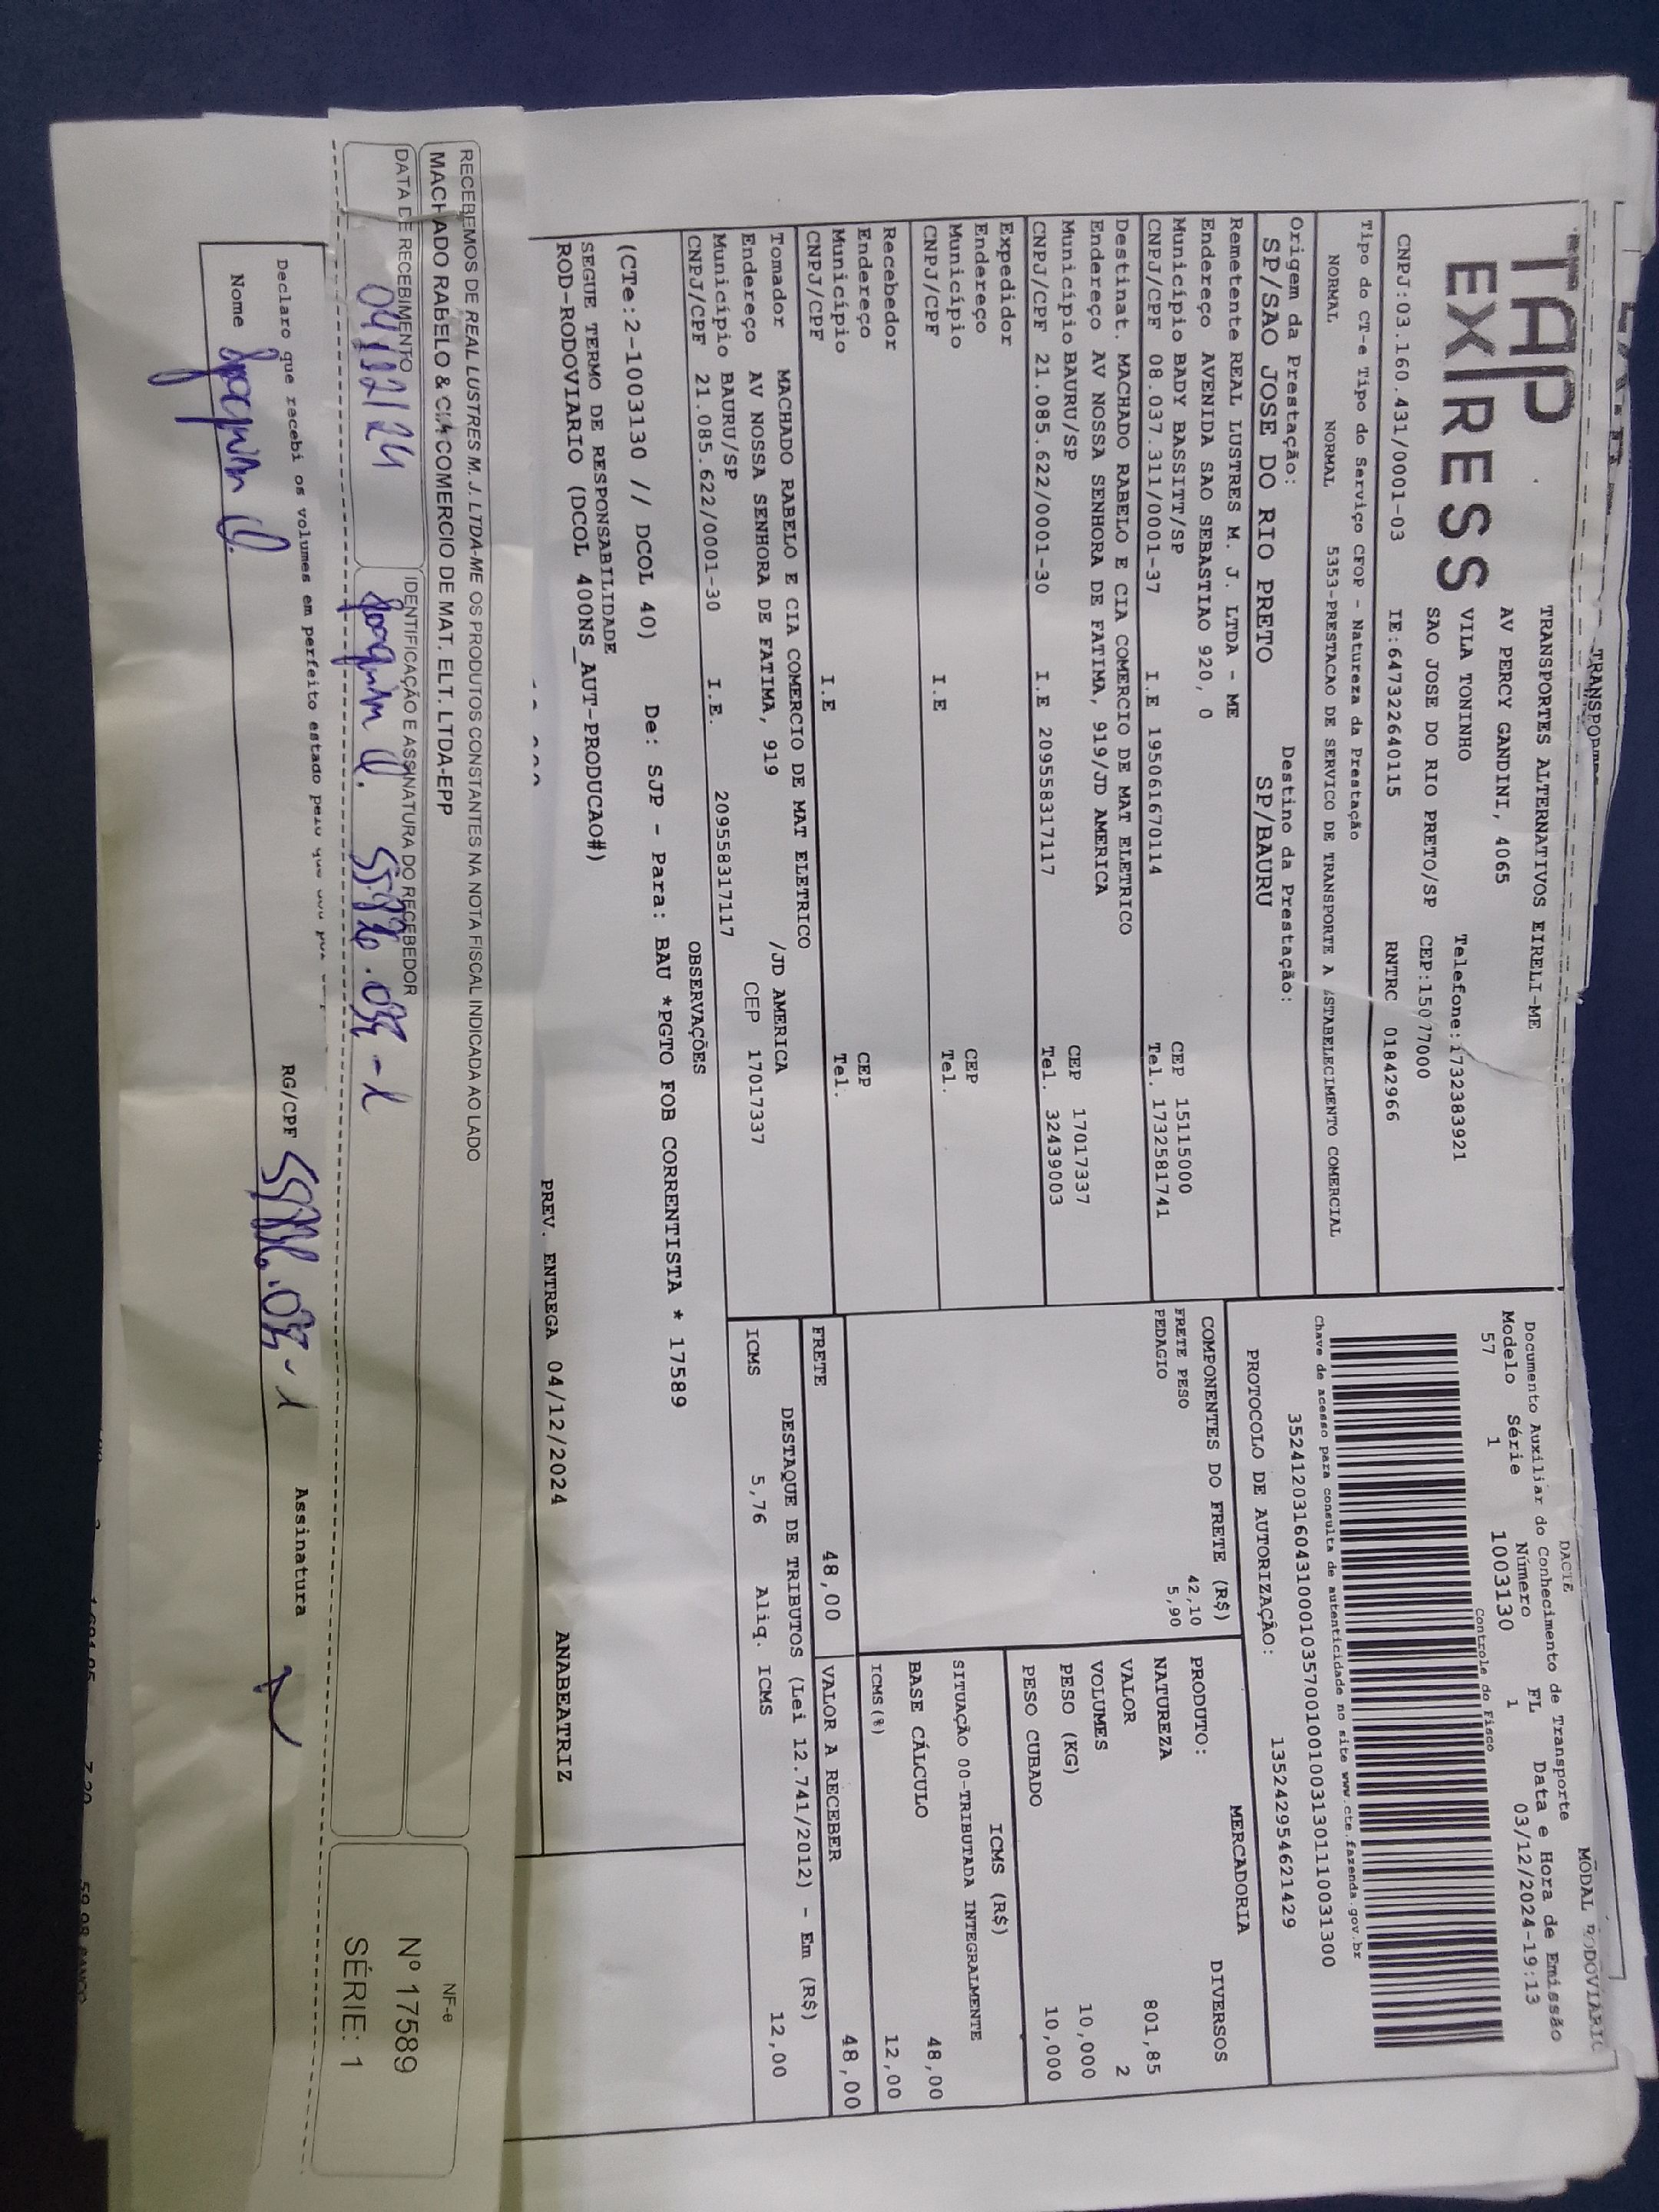 TRANSPORTES
MODAL RODOVIARIO
TAP
EXPRESS
TRANSPORTES ALTERNATIVOS EIRELI-ME
AV PERCY GANDINI, 4065
VILA TONINHO
Telefone:1732383921
SAO JOSE DO RIO PRETO/SP CEP:15077000
CNPJ:03.160.431/0001-03 IE:647322640115 RNTRC 01842966
DACTE
Documento Auxiliar do Conhecimento de Transporte
Modelo Série Número FL Data e Hora de Emissão
57 1 1003130 1 03/12/2024-19:13
Controle do Fisco
Chave de acesso para consulta de autenticidade no site www.cte.fazenda.gov.br
35241203160431000103570010010031301110031300
PROTOCOLO DE AUTORIZAÇÃO: 135242954621429
Tipo do CT-e Tipo do Serviço CFOP - Natureza da Prestação
NORMAL NORMAL 5353-PRESTACAO DE SERVICO DE TRANSPORTE A ESTABELECIMENTO COMERCIAL
Origem da Prestação: Destino da Prestação:
SP/SAO JOSE DO RIO PRETO SP/BAURU
Remetente REAL LUSTRES M. J. LTDA - ME
Endereço AVENIDA SAO SEBASTIAO 920, 0
Município BADY BASSITT/SP CEP 15115000
CNPJ/CPF 08.037.311/0001-37 I.E 195061670114 Tel. 1732581741
Destinat. MACHADO RABELO E CIA COMERCIO DE MAT ELETRICO
Endereço AV NOSSA SENHORA DE FATIMA, 919/JD AMERICA
Município BAURU/SP CEP 17017337
CNPJ/CPF 21.085.622/0001-30 I.E 209558317117 Tel. 32439003
Expedidor
Endereço
Município CEP
CNPJ/CPF I.E Tel.
Recebedor
Endereço
Município CEP
CNPJ/CPF I.E Tel.
Tomador MACHADO RABELO E CIA COMERCIO DE MAT ELETRICO
Endereço AV NOSSA SENHORA DE FATIMA, 919 /JD AMERICA
Município BAURU/SP CEP 17017337
CNPJ/CPF 21.085.622/0001-30 I.E. 209558317117
COMPONENTES DO FRETE (R$)
FRETE PESO 42,10
PEDAGIO 5,90
MERCADORIA
PRODUTO: DIVERSOS
NATUREZA
VALOR 801,85
VOLUMES 2
PESO (KG) 10,000
PESO CUBADO 10,000
ICMS (R$)
SITUAÇÃO 00-TRIBUTADA INTEGRALMENTE
BASE CÁLCULO 48,00
ICMS(%) 12,00
FRETE 48,00 VALOR A RECEBER 48,00
DESTAQUE DE TRIBUTOS (Lei 12.741/2012) - Em (R$)
ICMS 5,76 Aliq. ICMS 12,00
OBSERVAÇÕES
(CTe:2-1003130 // DCOL 40) De: SJP - Para: BAU *PGTO FOB CORRENTISTA * 17589
SEGUE TERMO DE RESPONSABILIDADE
ROD-RODOVIARIO (DCOL 400NS_AUT-PRODUCAO#)
PREV. ENTREGA 04/12/2024 ANABEATRIZ
RECEBEMOS DE REAL LUSTRES M. J. LTDA-ME OS PRODUTOS CONSTANTES NA NOTA FISCAL INDICADA AO LADO
MACHADO RABELO & CIA COMERCIO DE MAT. ELT. LTDA-EPP
DATA DE RECEBIMENTO IDENTIFICAÇÃO E ASSINATURA DO RECEBEDOR
04/12/24 Joaquim O.
NF-e
Nº 17589
SÉRIE: 1
Declaro que recebi os volumes em perfeito estado pelo que
Nome Joaquim O. RG/CPF Assinatura